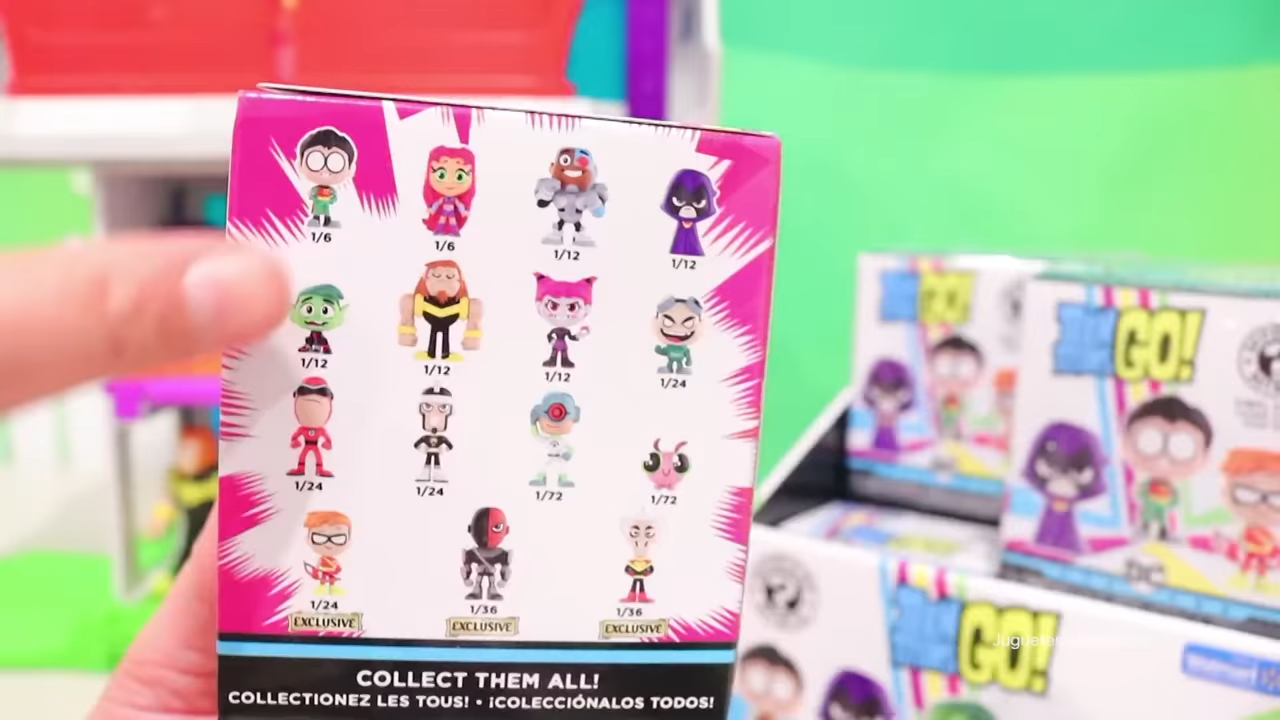 1/6
1/6
1/12
1/12
1/12
1/12
1/12
1/24
1/24
1/24
1/72
1/72
1/24
1/36
1/36
EXCLUSIVE
EXCLUSIVE
EXCLUSIVE
COLLECT THEM ALL!
COLLECTIONEZ LES TOUS! • ¡COLECCIÓNALOS TODOS!
GO!
GO!
DC
GO!
Walmart